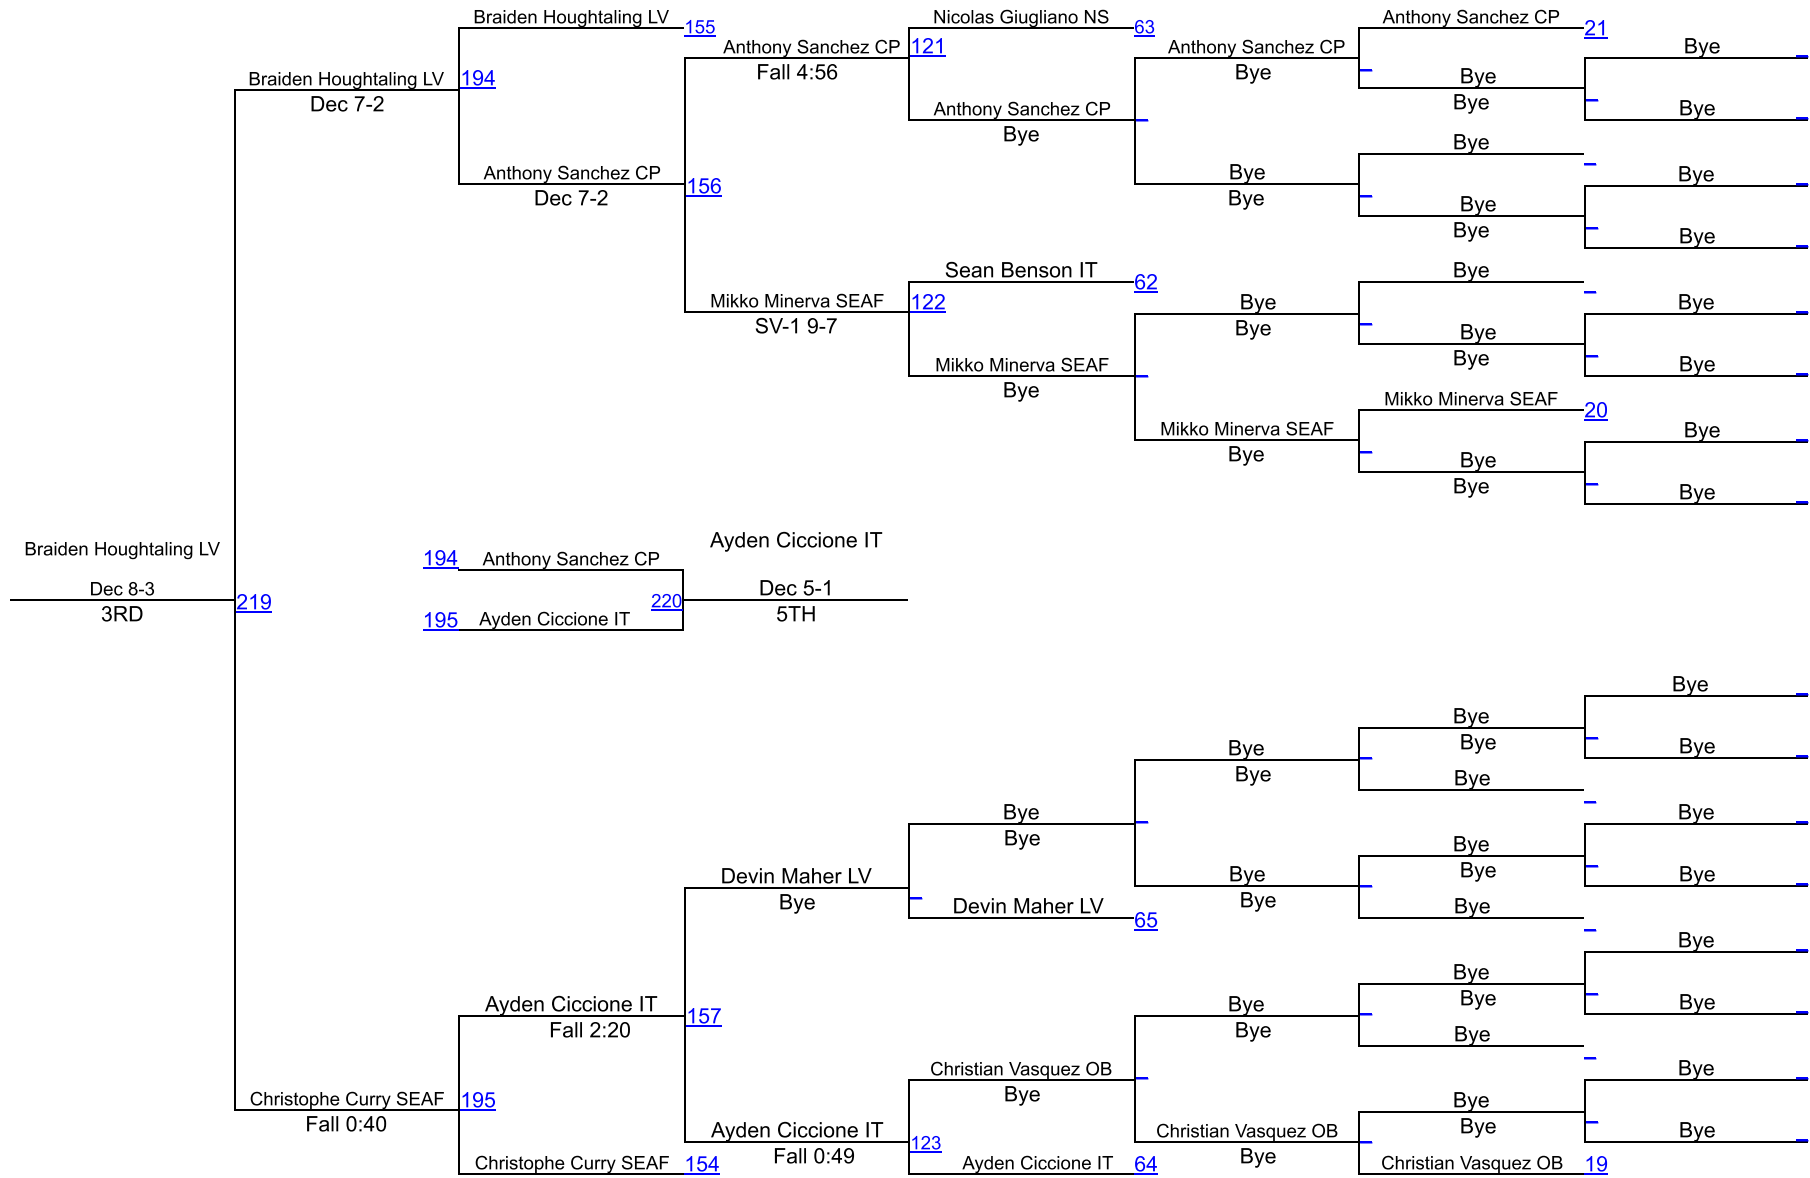 Braiden Houghtaling LV
155
Nicolas Giugliano NS
63
Anthony Sanchez CP
21
Anthony Sanchez CP
121
Anthony Sanchez CP
Bye
Fall 4:56
Bye
Bye
Braiden Houghtaling LV
194
Bye
Dec 7-2
Bye
Anthony Sanchez CP
Bye
Bye
Bye
Anthony Sanchez CP
156
Bye
Bye
Dec 7-2
Bye
Bye
Bye
Bye
Sean Benson IT
62
Bye
Mikko Minerva SEAF
122
Bye
Bye
SV-1 9-7
Bye
Bye
Bye
Mikko Minerva SEAF
Bye
Bye
Mikko Minerva SEAF
20
Mikko Minerva SEAF
Bye
Bye
Bye
Bye
Bye
Braiden Houghtaling LV
Dec 8-3
3RD
219
194
Anthony Sanchez CP
Ayden Ciccione IT
220
Dec 5-1
195
Ayden Ciccione IT
5TH
Bye
Bye
Bye
Bye
Bye
Bye
Bye
Bye
Bye
Bye
Bye
Bye
Devin Maher LV
Bye
Bye
Bye
Bye
Devin Maher LV
65
Bye
Bye
Bye
Ayden Ciccione IT
157
Bye
Bye
Bye
Fall 2:20
Bye
Bye
Christian Vasquez OB
Bye
Bye
Christophe Curry SEAF
195
Bye
Fall 0:40
Bye
Ayden Ciccione IT
123
Christian Vasquez OB
Bye
Fall 0:49
Bye
Christophe Curry SEAF
154
Ayden Ciccione IT
64
Christian Vasquez OB
19